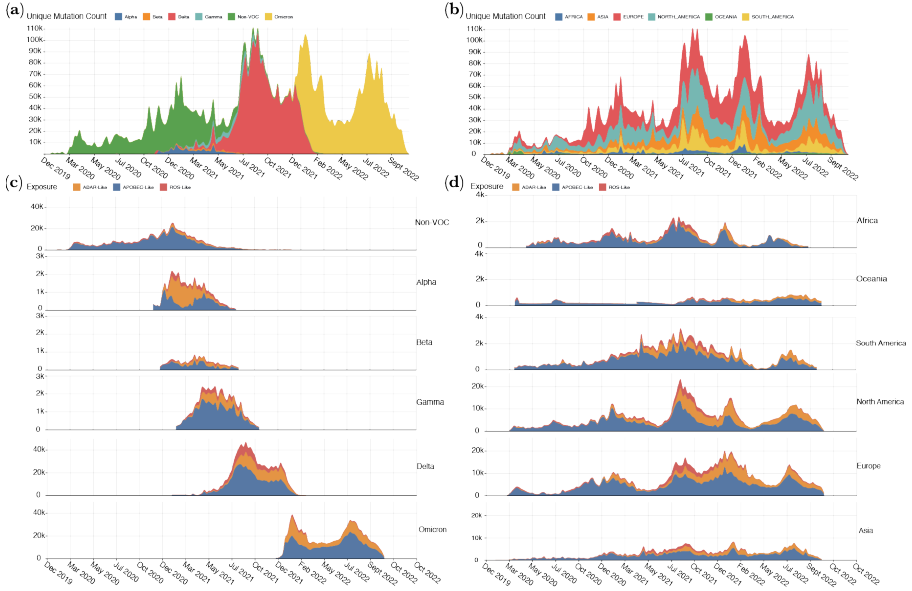 (a) Unique Mutation Count Alpha Beta Delta Gamma Non-VOC Omicron
110k
100k
90k
80k
70k
60k
50k
40k
30k
20k
10k
0
Dec 2019 Mar 2020 May 2020 Jul 2020 Oct 2020 Dec 2020 Mar 2021 May 2021 Jul 2021 Oct 2021 Dec 2021 Feb 2022 May 2022 Jul 2022 Sept 2022
(b) Unique Mutation Count AFRICA ASIA EUROPE NORTH_AMERICA OCEANIA SOUTH_AMERICA
110k
100k
90k
80k
70k
60k
50k
40k
30k
20k
10k
0
Dec 2019 Mar 2020 May 2020 Jul 2020 Oct 2020 Dec 2020 Mar 2021 May 2021 Jul 2021 Oct 2021 Dec 2021 Feb 2022 May 2022 Jul 2022 Sept 2022
(c) Exposure ADAR-Like APOBEC-Like ROS-Like
40k
20k
0
Non-VOC
3k
2k
1k
0
Alpha
3k
2k
1k
0
Beta
3k
2k
1k
0
Gamma
40k
20k
0
Delta
40k
20k
0
Omicron
Dec 2019 Mar 2020 May 2020 Jul 2020 Oct 2020 Dec 2020 Mar 2021 May 2021 Jul 2021 Oct 2021 Dec 2021 Feb 2022 May 2022 Jul 2022 Sept 2022 Oct 2022 Oct 2022
(d) Exposure ADAR-Like APOBEC-Like ROS-Like
4k
2k
0
Africa
4k
2k
0
Oceania
4k
2k
0
South America
20k
10k
0
North America
20k
10k
0
Europe
20k
10k
0
Asia
Dec 2019 Mar 2020 May 2020 Jul 2020 Oct 2020 Dec 2020 Mar 2021 May 2021 Jul 2021 Oct 2021 Dec 2021 Feb 2022 May 2022 Jul 2022 Sept 2022 Oct 2022 Oct 2022